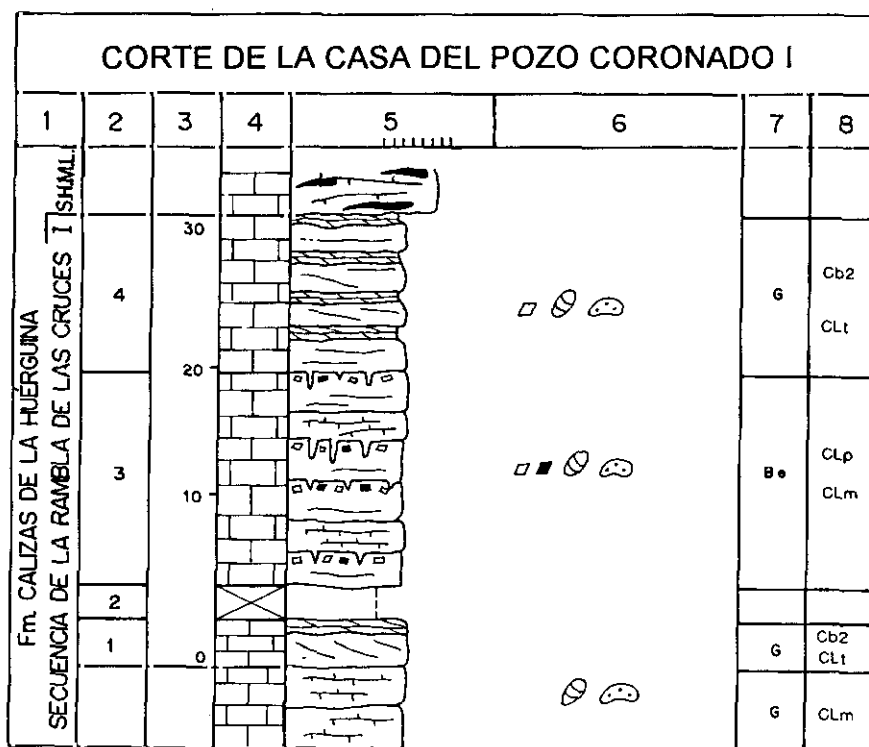 CORTE DE LA CASA DEL POZO CORONADO I
1 2 3 4 5 6 7 8
Fm. CALIZAS DE LA HUERGUINA
SECUENCIA DE LA RAMBLA DE LAS CRUCES I S.H.M.L.
30
4
G
Cb2
CLt
20
3
10
Be
CLp
CLm
2
1
0
G
Cb2
CLt
G
CLm